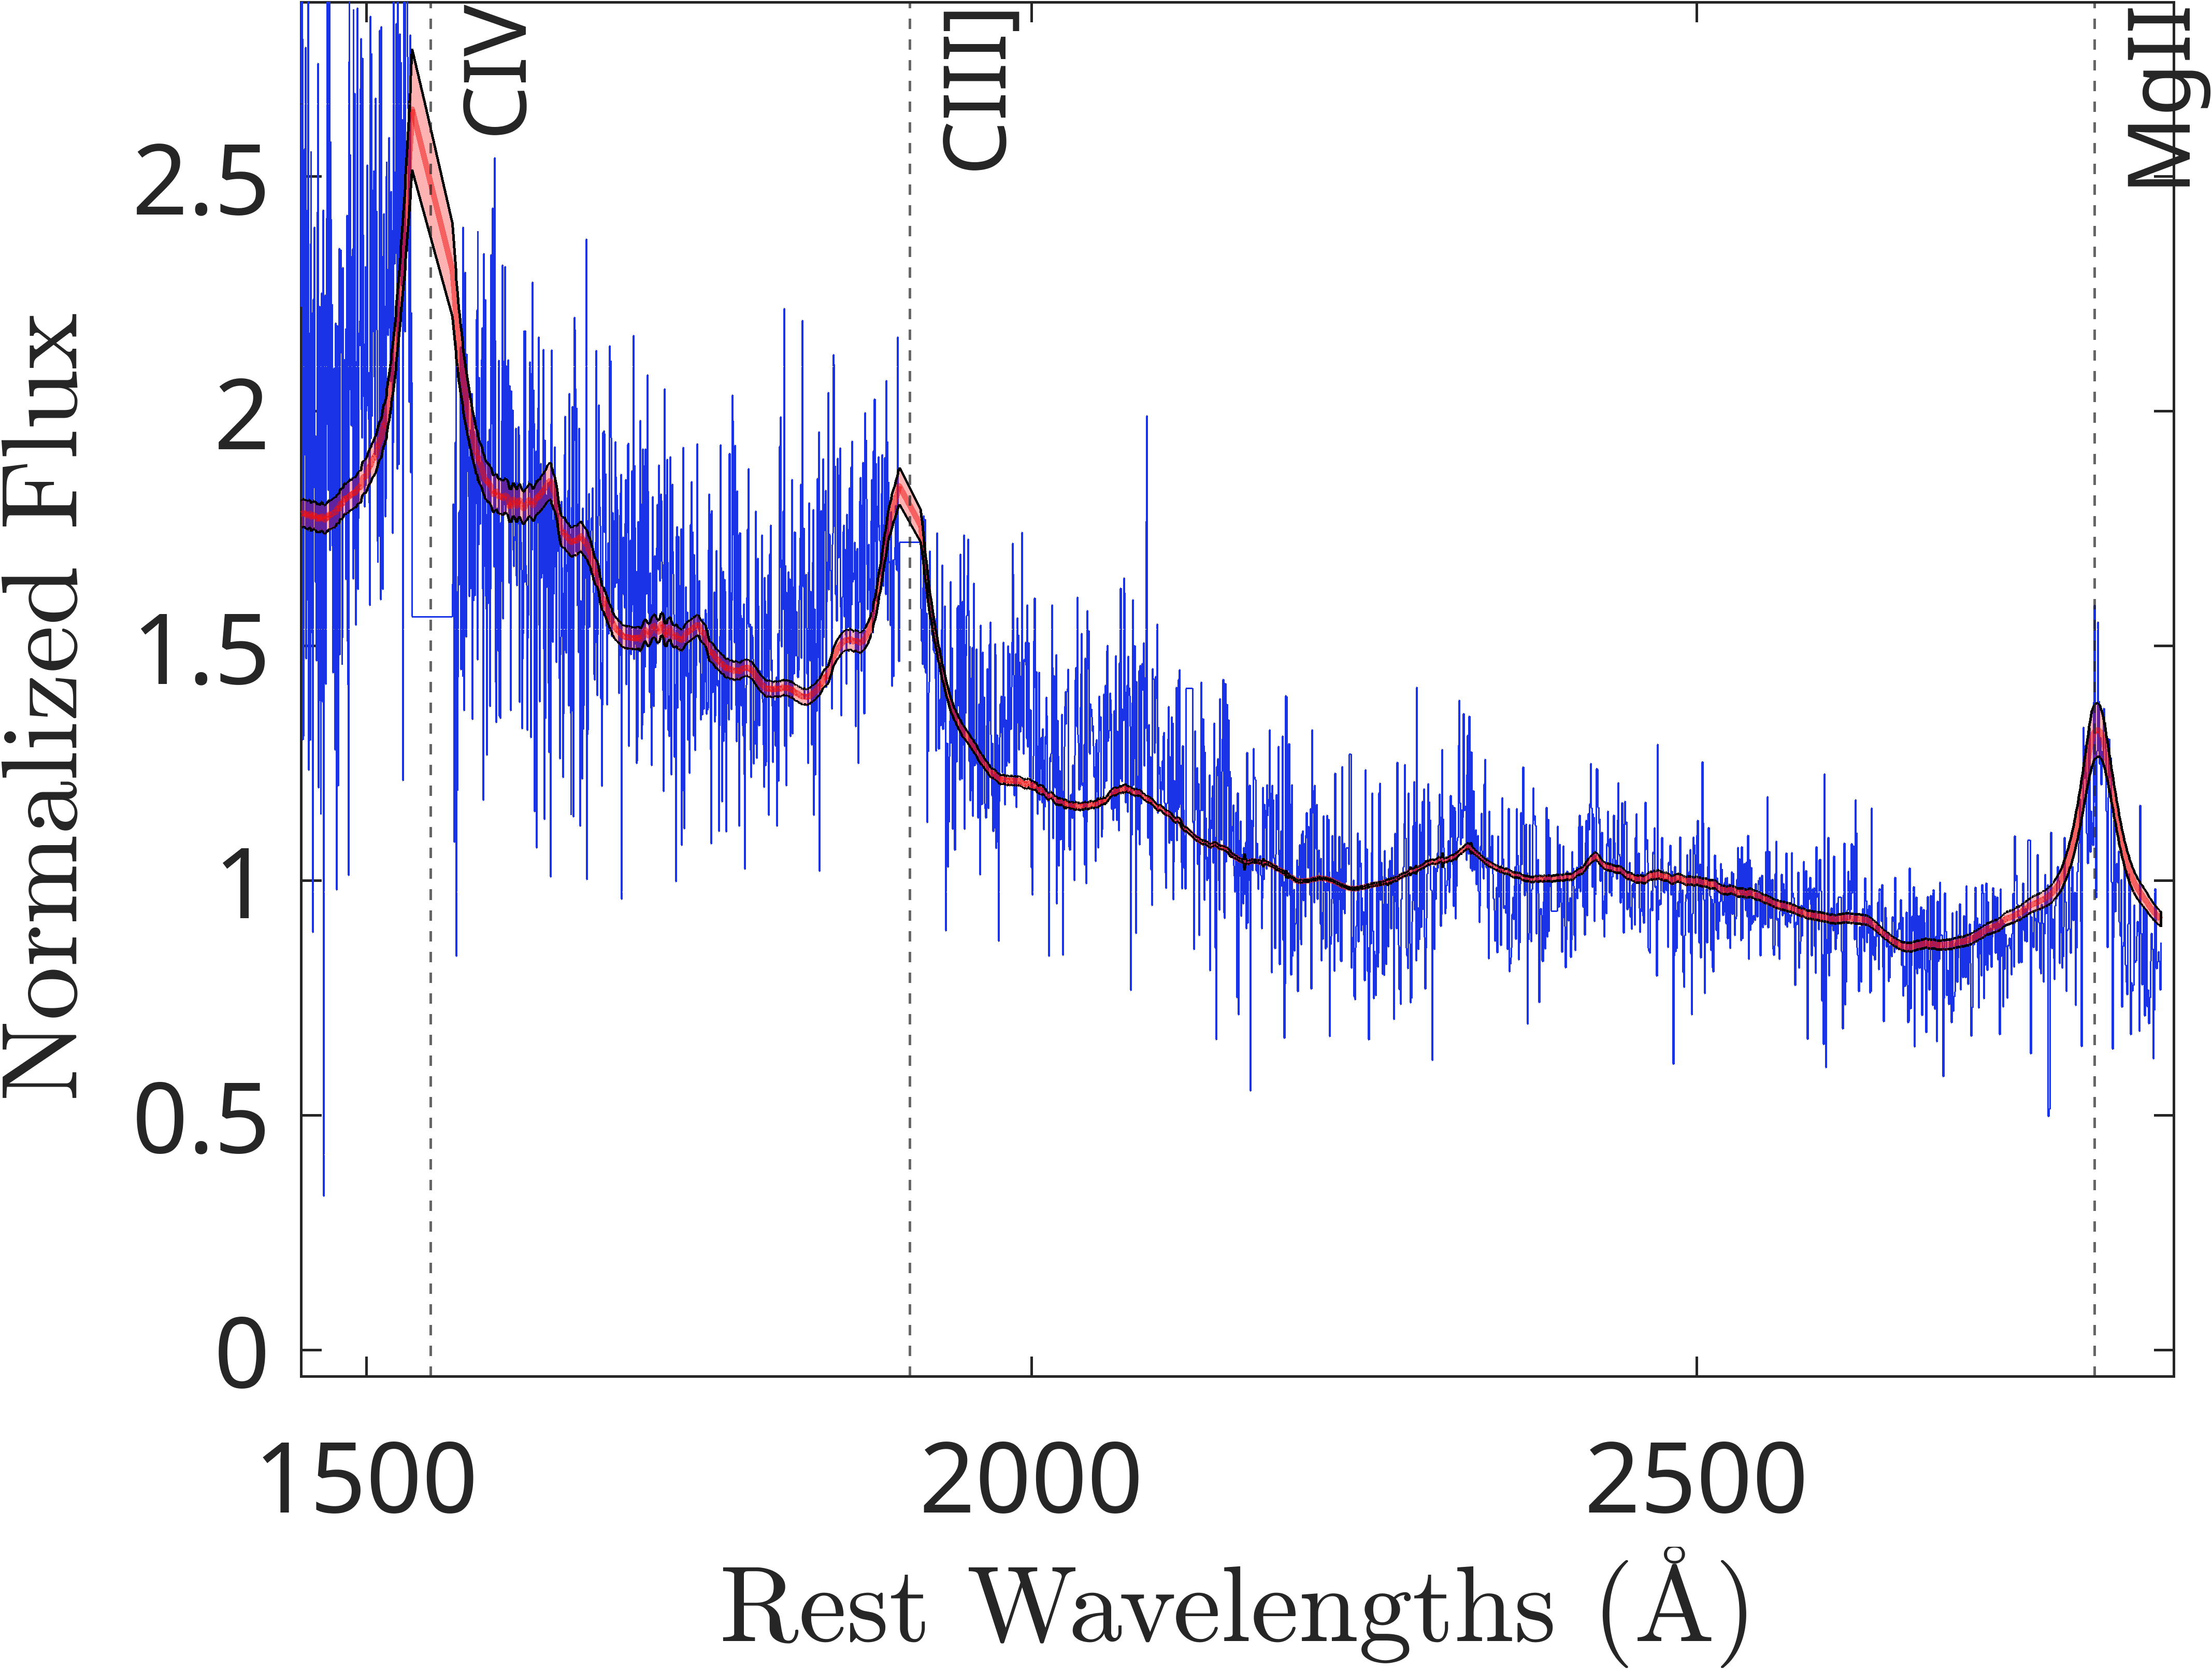 CIV
CIII]
MgII
2.5
2
1.5
1
0.5
0
Normalized Flux
1500
2000
2500
Rest Wavelengths (Å)